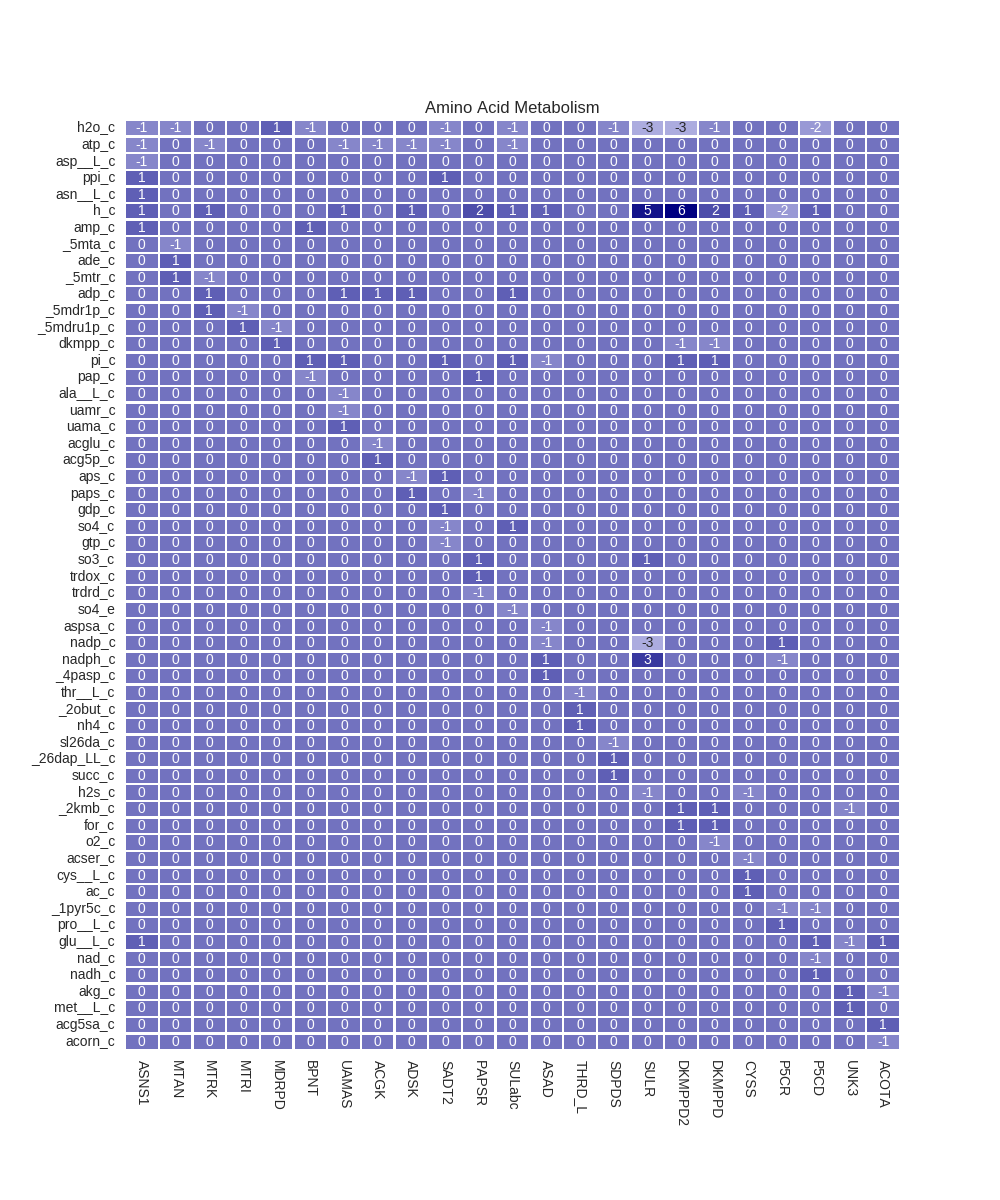 Amino Acid Metabolism
h2o_c -1 -1 0 0 1 -1 0 0 0 -1 0 -1 0 0 -1 -3 -3 -1 0 0 -2 0 0
atp_c -1 0 -1 0 0 0 -1 -1 -1 -1 0 -1 0 0 0 0 0 0 0 0 0 0 0
asp__L_c -1 0 0 0 0 0 0 0 0 0 0 0 0 0 0 0 0 0 0 0 0 0 0
ppi_c 1 0 0 0 0 0 0 0 0 1 0 0 0 0 0 0 0 0 0 0 0 0 0
asn__L_c 1 0 0 0 0 0 0 0 0 0 0 0 0 0 0 0 0 0 0 0 0 0 0
h_c 1 0 1 0 0 0 1 0 1 0 2 1 1 0 0 5 6 2 1 -2 1 0 0
amp_c 1 0 0 0 0 1 0 0 0 0 0 0 0 0 0 0 0 0 0 0 0 0 0
_5mta_c 0 -1 0 0 0 0 0 0 0 0 0 0 0 0 0 0 0 0 0 0 0 0 0
ade_c 0 1 0 0 0 0 0 0 0 0 0 0 0 0 0 0 0 0 0 0 0 0 0
_5mtr_c 0 1 -1 0 0 0 0 0 0 0 0 0 0 0 0 0 0 0 0 0 0 0 0
adp_c 0 0 1 0 0 0 1 1 1 0 0 1 0 0 0 0 0 0 0 0 0 0 0
_5mdr1p_c 0 0 1 -1 0 0 0 0 0 0 0 0 0 0 0 0 0 0 0 0 0 0 0
_5mdru1p_c 0 0 0 1 -1 0 0 0 0 0 0 0 0 0 0 0 0 0 0 0 0 0 0
dkmpp_c 0 0 0 0 1 0 0 0 0 0 0 0 0 0 0 0 -1 -1 0 0 0 0 0
pi_c 0 0 0 0 0 1 1 0 0 1 0 1 -1 0 0 0 1 1 0 0 0 0 0
pap_c 0 0 0 0 0 -1 0 0 0 0 1 0 0 0 0 0 0 0 0 0 0 0 0
ala__L_c 0 0 0 0 0 0 -1 0 0 0 0 0 0 0 0 0 0 0 0 0 0 0 0
uamr_c 0 0 0 0 0 0 -1 0 0 0 0 0 0 0 0 0 0 0 0 0 0 0 0
uama_c 0 0 0 0 0 0 1 0 0 0 0 0 0 0 0 0 0 0 0 0 0 0 0
acglu_c 0 0 0 0 0 0 0 -1 0 0 0 0 0 0 0 0 0 0 0 0 0 0 0
acg5p_c 0 0 0 0 0 0 0 1 0 0 0 0 0 0 0 0 0 0 0 0 0 0 0
aps_c 0 0 0 0 0 0 0 0 -1 1 0 0 0 0 0 0 0 0 0 0 0 0 0
paps_c 0 0 0 0 0 0 0 0 1 0 -1 0 0 0 0 0 0 0 0 0 0 0 0
gdp_c 0 0 0 0 0 0 0 0 0 1 0 0 0 0 0 0 0 0 0 0 0 0 0
so4_c 0 0 0 0 0 0 0 0 0 -1 0 1 0 0 0 0 0 0 0 0 0 0 0
gtp_c 0 0 0 0 0 0 0 0 0 -1 0 0 0 0 0 0 0 0 0 0 0 0 0
so3_c 0 0 0 0 0 0 0 0 0 0 1 0 0 0 0 1 0 0 0 0 0 0 0
trdox_c 0 0 0 0 0 0 0 0 0 0 1 0 0 0 0 0 0 0 0 0 0 0 0
trdrd_c 0 0 0 0 0 0 0 0 0 0 -1 0 0 0 0 0 0 0 0 0 0 0 0
so4_e 0 0 0 0 0 0 0 0 0 0 0 -1 0 0 0 0 0 0 0 0 0 0 0
aspsa_c 0 0 0 0 0 0 0 0 0 0 0 0 -1 0 0 0 0 0 0 0 0 0 0
nadp_c 0 0 0 0 0 0 0 0 0 0 0 0 -1 0 0 -3 0 0 0 1 0 0 0
nadph_c 0 0 0 0 0 0 0 0 0 0 0 0 1 0 0 3 0 0 0 -1 0 0 0
_4pasp_c 0 0 0 0 0 0 0 0 0 0 0 0 1 0 0 0 0 0 0 0 0 0 0
thr__L_c 0 0 0 0 0 0 0 0 0 0 0 0 0 -1 0 0 0 0 0 0 0 0 0
_2obut_c 0 0 0 0 0 0 0 0 0 0 0 0 0 1 0 0 0 0 0 0 0 0 0
nh4_c 0 0 0 0 0 0 0 0 0 0 0 0 0 1 0 0 0 0 0 0 0 0 0
sl26da_c 0 0 0 0 0 0 0 0 0 0 0 0 0 0 -1 0 0 0 0 0 0 0 0
_26dap_LL_c 0 0 0 0 0 0 0 0 0 0 0 0 0 0 1 0 0 0 0 0 0 0 0
succ_c 0 0 0 0 0 0 0 0 0 0 0 0 0 0 1 0 0 0 0 0 0 0 0
h2s_c 0 0 0 0 0 0 0 0 0 0 0 0 0 0 0 -1 0 0 -1 0 0 0 0
_2kmb_c 0 0 0 0 0 0 0 0 0 0 0 0 0 0 0 0 1 1 0 0 0 -1 0
for_c 0 0 0 0 0 0 0 0 0 0 0 0 0 0 0 0 1 1 0 0 0 0 0
o2_c 0 0 0 0 0 0 0 0 0 0 0 0 0 0 0 0 0 -1 0 0 0 0 0
acser_c 0 0 0 0 0 0 0 0 0 0 0 0 0 0 0 0 0 0 -1 0 0 0 0
cys__L_c 0 0 0 0 0 0 0 0 0 0 0 0 0 0 0 0 0 0 1 0 0 0 0
ac_c 0 0 0 0 0 0 0 0 0 0 0 0 0 0 0 0 0 0 1 0 0 0 0
_1pyr5c_c 0 0 0 0 0 0 0 0 0 0 0 0 0 0 0 0 0 0 0 -1 -1 0 0
pro__L_c 0 0 0 0 0 0 0 0 0 0 0 0 0 0 0 0 0 0 0 1 0 0 0
glu__L_c 1 0 0 0 0 0 0 0 0 0 0 0 0 0 0 0 0 0 0 0 1 -1 1
nad_c 0 0 0 0 0 0 0 0 0 0 0 0 0 0 0 0 0 0 0 0 -1 0 0
nadh_c 0 0 0 0 0 0 0 0 0 0 0 0 0 0 0 0 0 0 0 0 1 0 0
akg_c 0 0 0 0 0 0 0 0 0 0 0 0 0 0 0 0 0 0 0 0 0 1 -1
met__L_c 0 0 0 0 0 0 0 0 0 0 0 0 0 0 0 0 0 0 0 0 0 1 0
acg5sa_c 0 0 0 0 0 0 0 0 0 0 0 0 0 0 0 0 0 0 0 0 0 0 1
acorn_c 0 0 0 0 0 0 0 0 0 0 0 0 0 0 0 0 0 0 0 0 0 0 -1
ASNS1 MTAN MTRK MTRI MDRPD BPNT UAMAS ACGK ADSK SADT2 PAPSR SULabc ASAD THRD_L SDPDS SULR DKMPPD2 DKMPPD CYSS P5CR P5CD UNK3 ACOTA